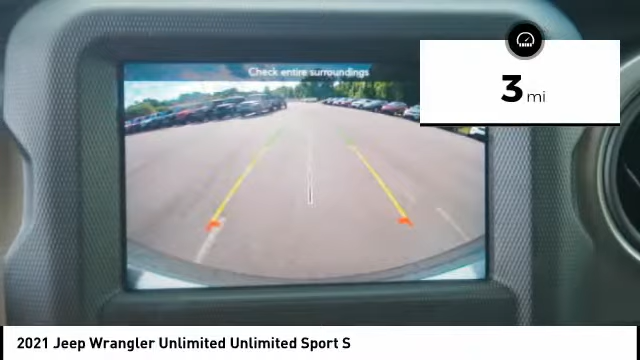 Check entire surroundings
3 mi
2021 Jeep Wrangler Unlimited Unlimited Sport S